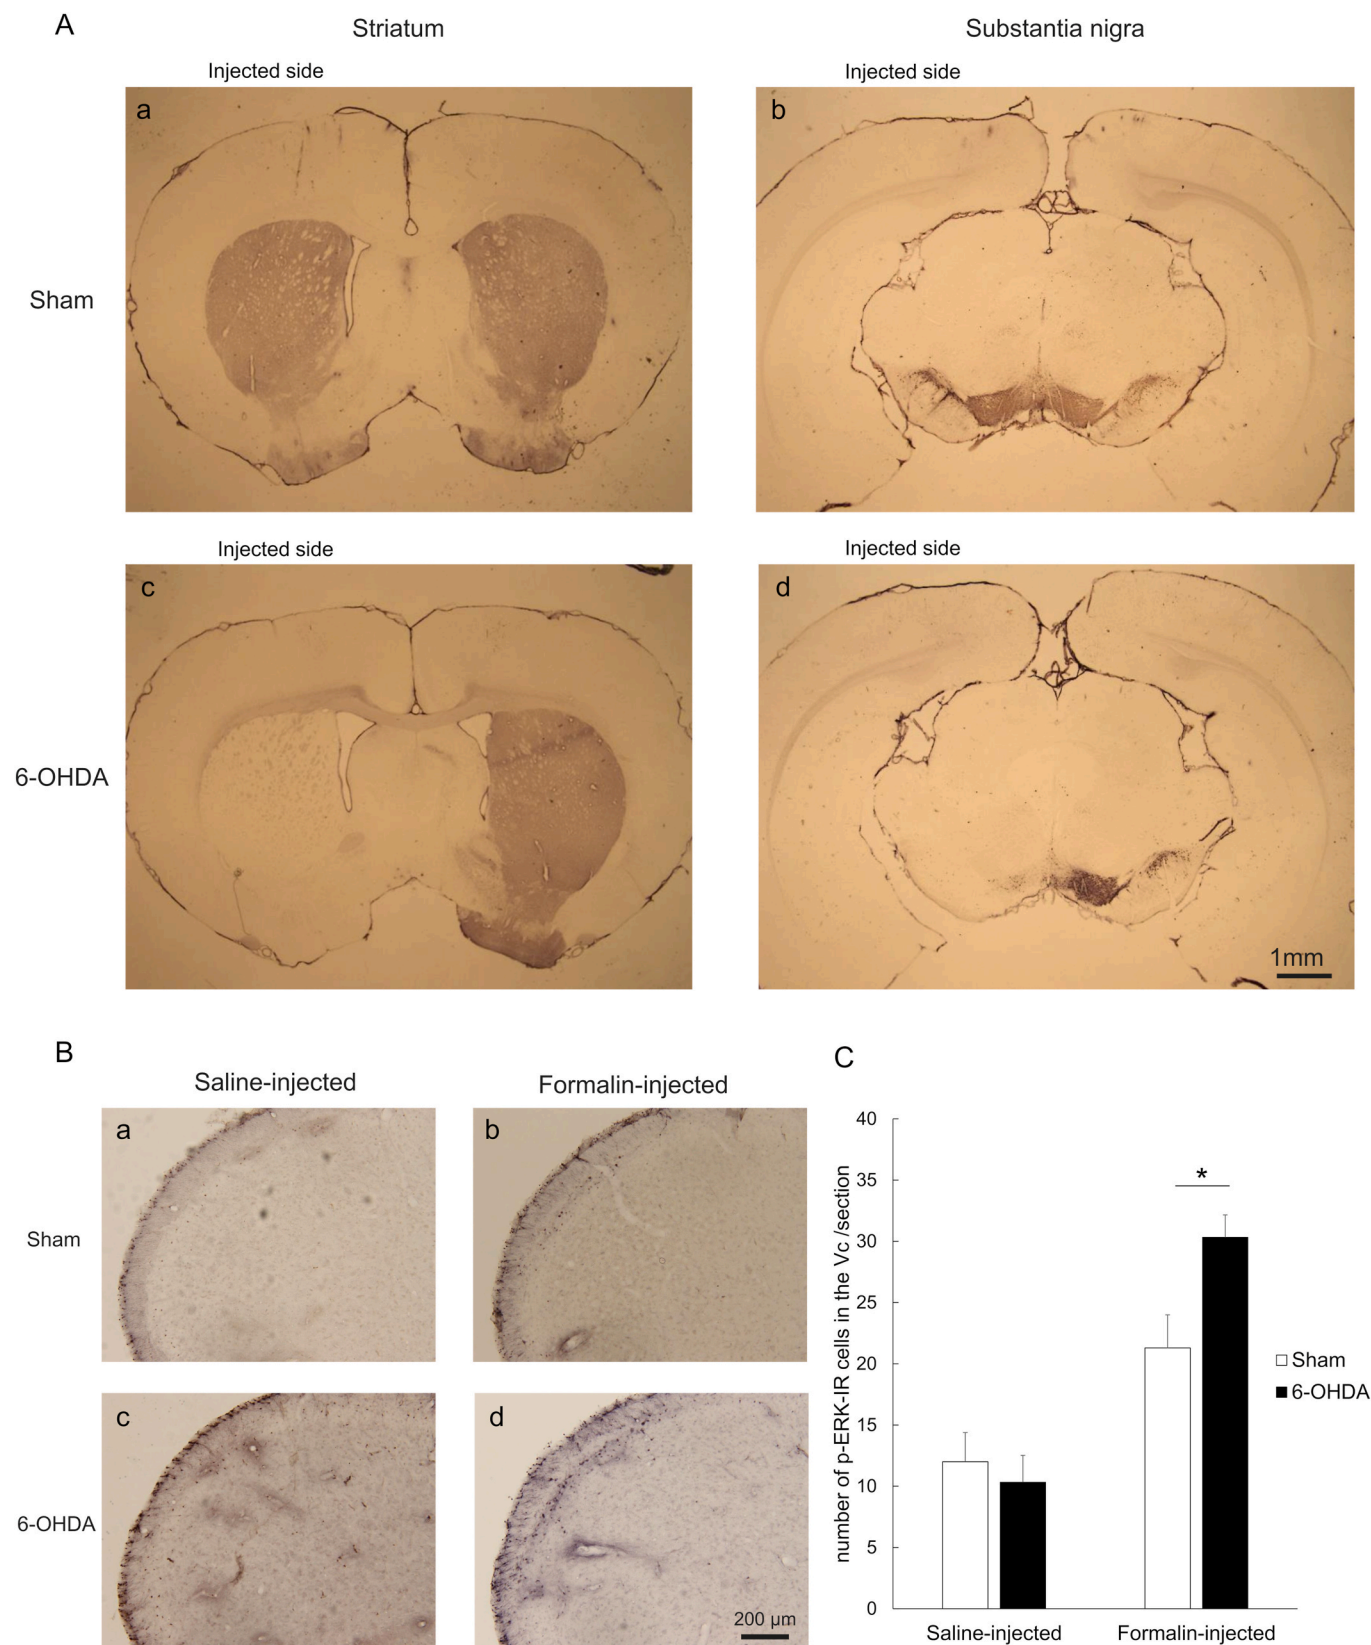 A
Striatum
Substantia nigra
Injected side
Injected side
a
b
Sham
Injected side
Injected side
c
d
6-OHDA
1mm
B
C
Saline-injected
Formalin-injected
a
b
Sham
c
d
6-OHDA
200 µm
number of p-ERK-IR cells in the Vc /section
40
35
30
25
20
15
10
5
0
*
Sham
6-OHDA
Saline-injected
Formalin-injected